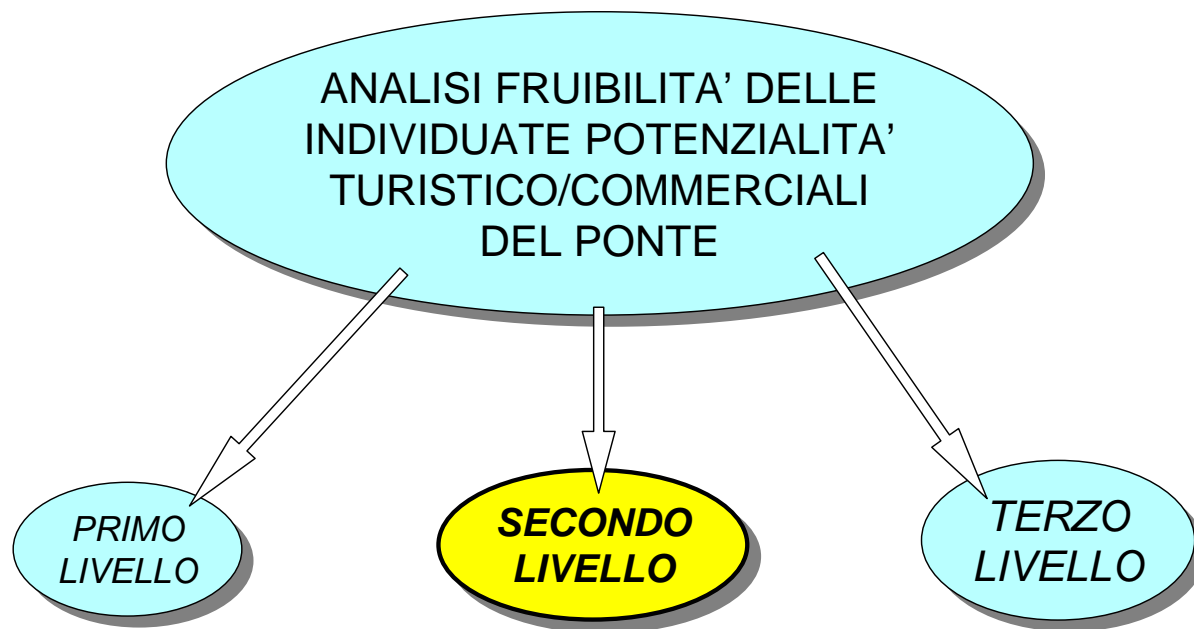 ANALISI FRUIBILITA’ DELLE
INDIVIDUATE POTENZIALITA’
TURISTICO/COMMERCIALI
DEL PONTE
PRIMO
LIVELLO
SECONDO
LIVELLO
TERZO
LIVELLO